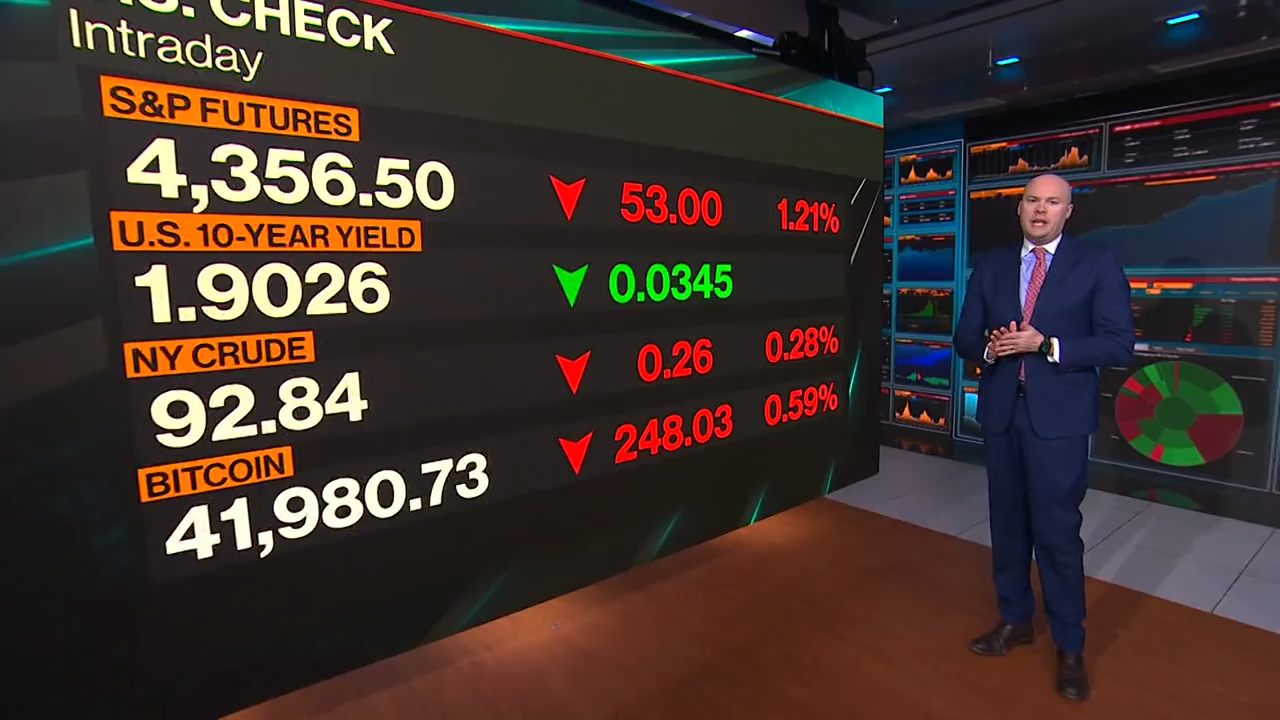 CHECK
Intraday
S&P FUTURES
4,356.50 53.00 1.21%
U.S. 10-YEAR YIELD
1.9026 0.0345
NY CRUDE
92.84 0.26 0.28%
BITCOIN
41,980.73 248.03 0.59%